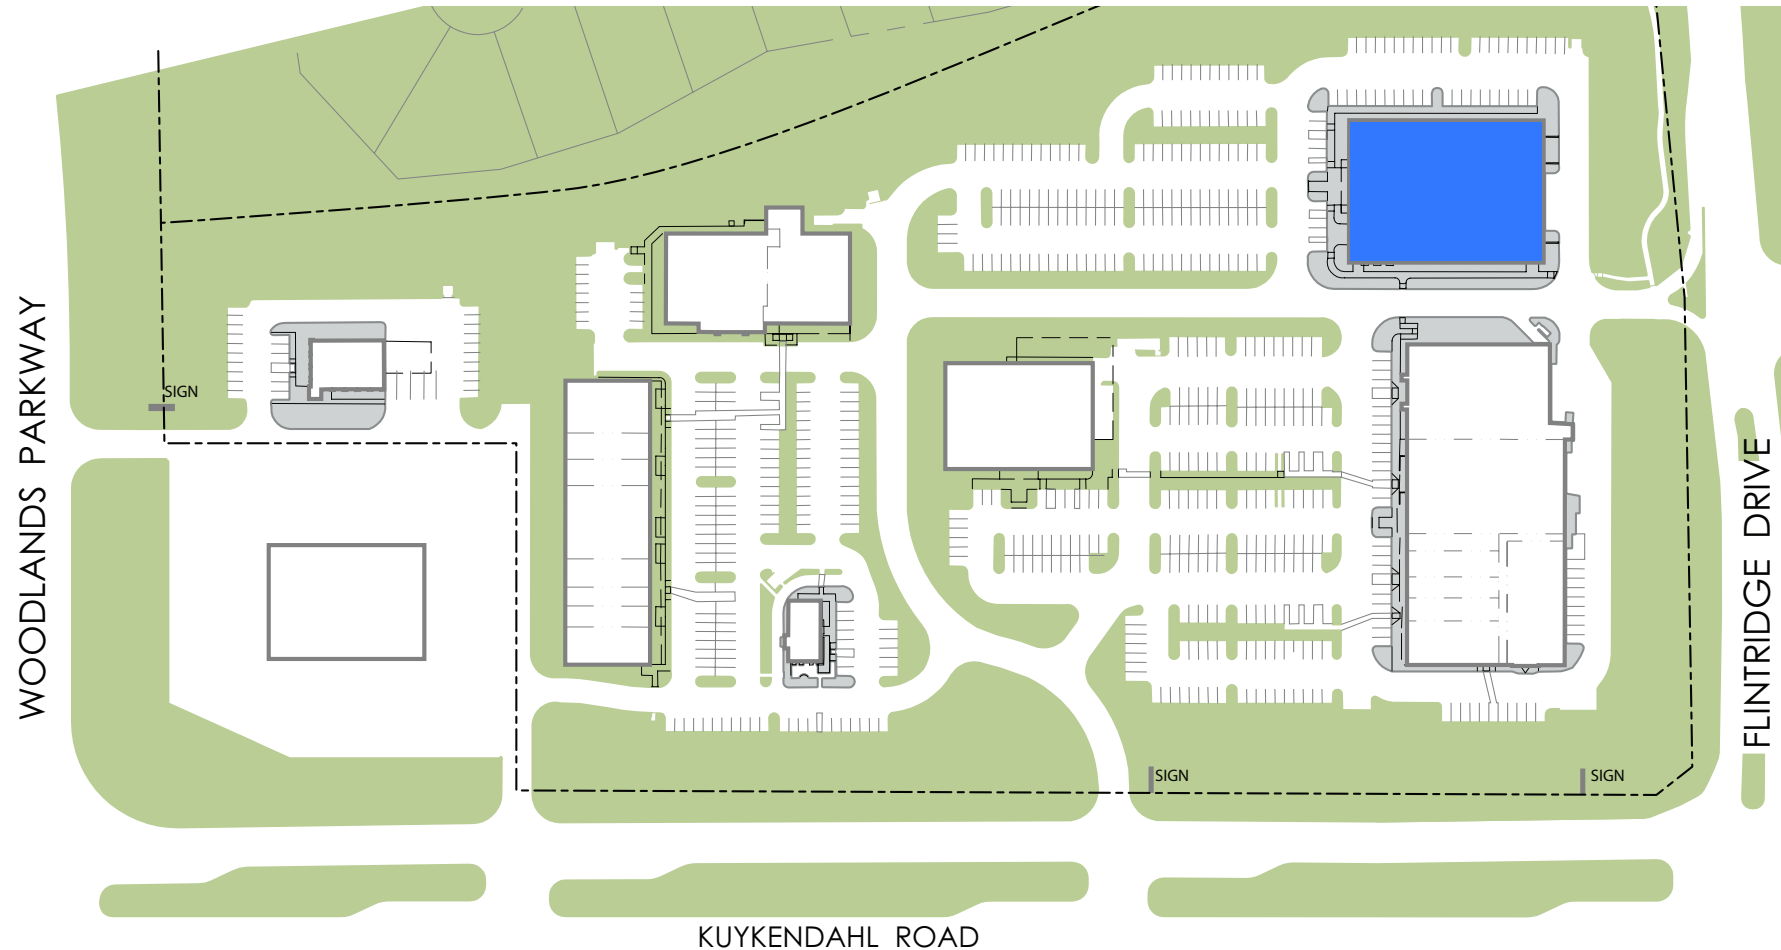 WOODLANDS PARKWAY
SIGN
SIGN
SIGN
FLINTRIDGE DRIVE
KUYKENDAHL ROAD